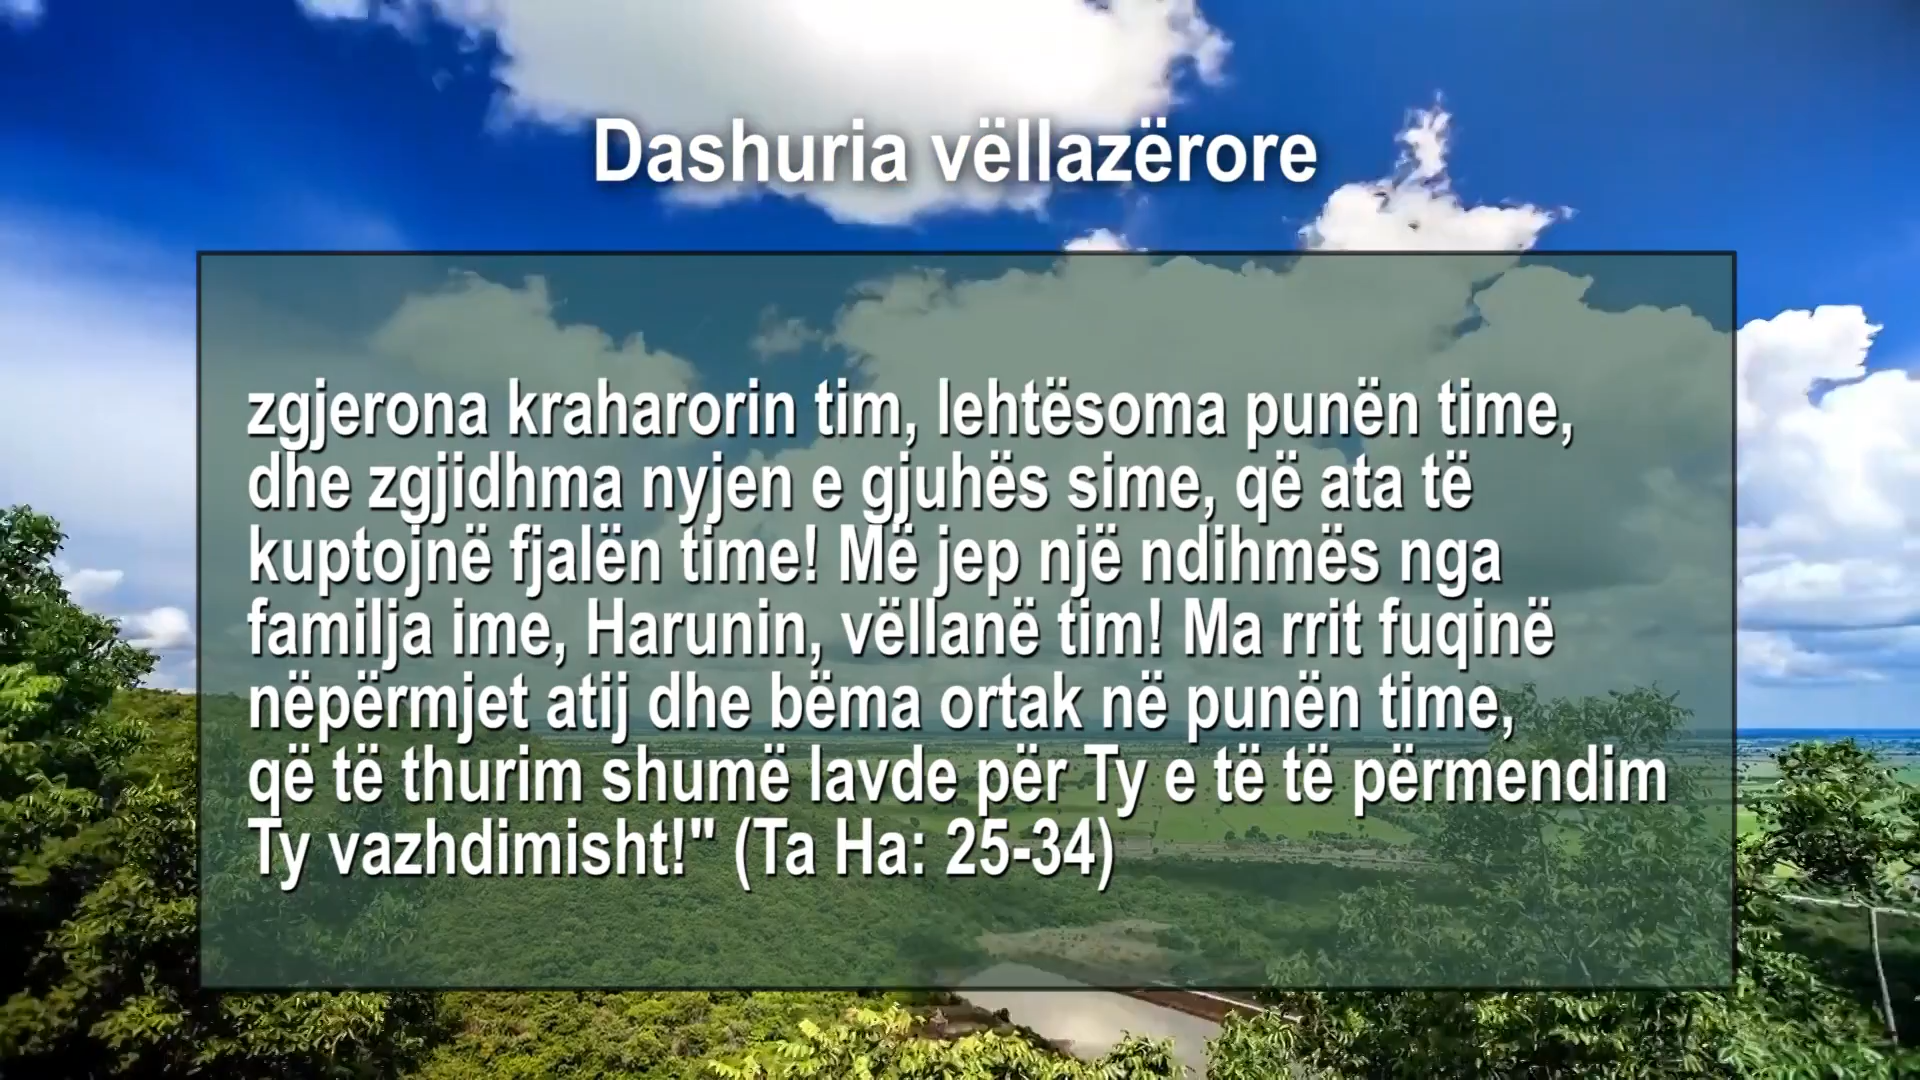 Dashuria vëllazërore
zgjerona kraharorin tim, lehtësoma punën time,
dhe zgjidhma nyjen e gjuhës sime, që ata të
kuptojnë fjalën time! Më jep një ndihmës nga
familja ime, Harunin, vëllanë tim! Ma rrit fuqinë
nëpërmjet atij dhe bëma ortak në punën time,
që të thurim shumë lavde për Ty e të të përmendim
Ty vazhdimisht!" (Ta Ha: 25-34)